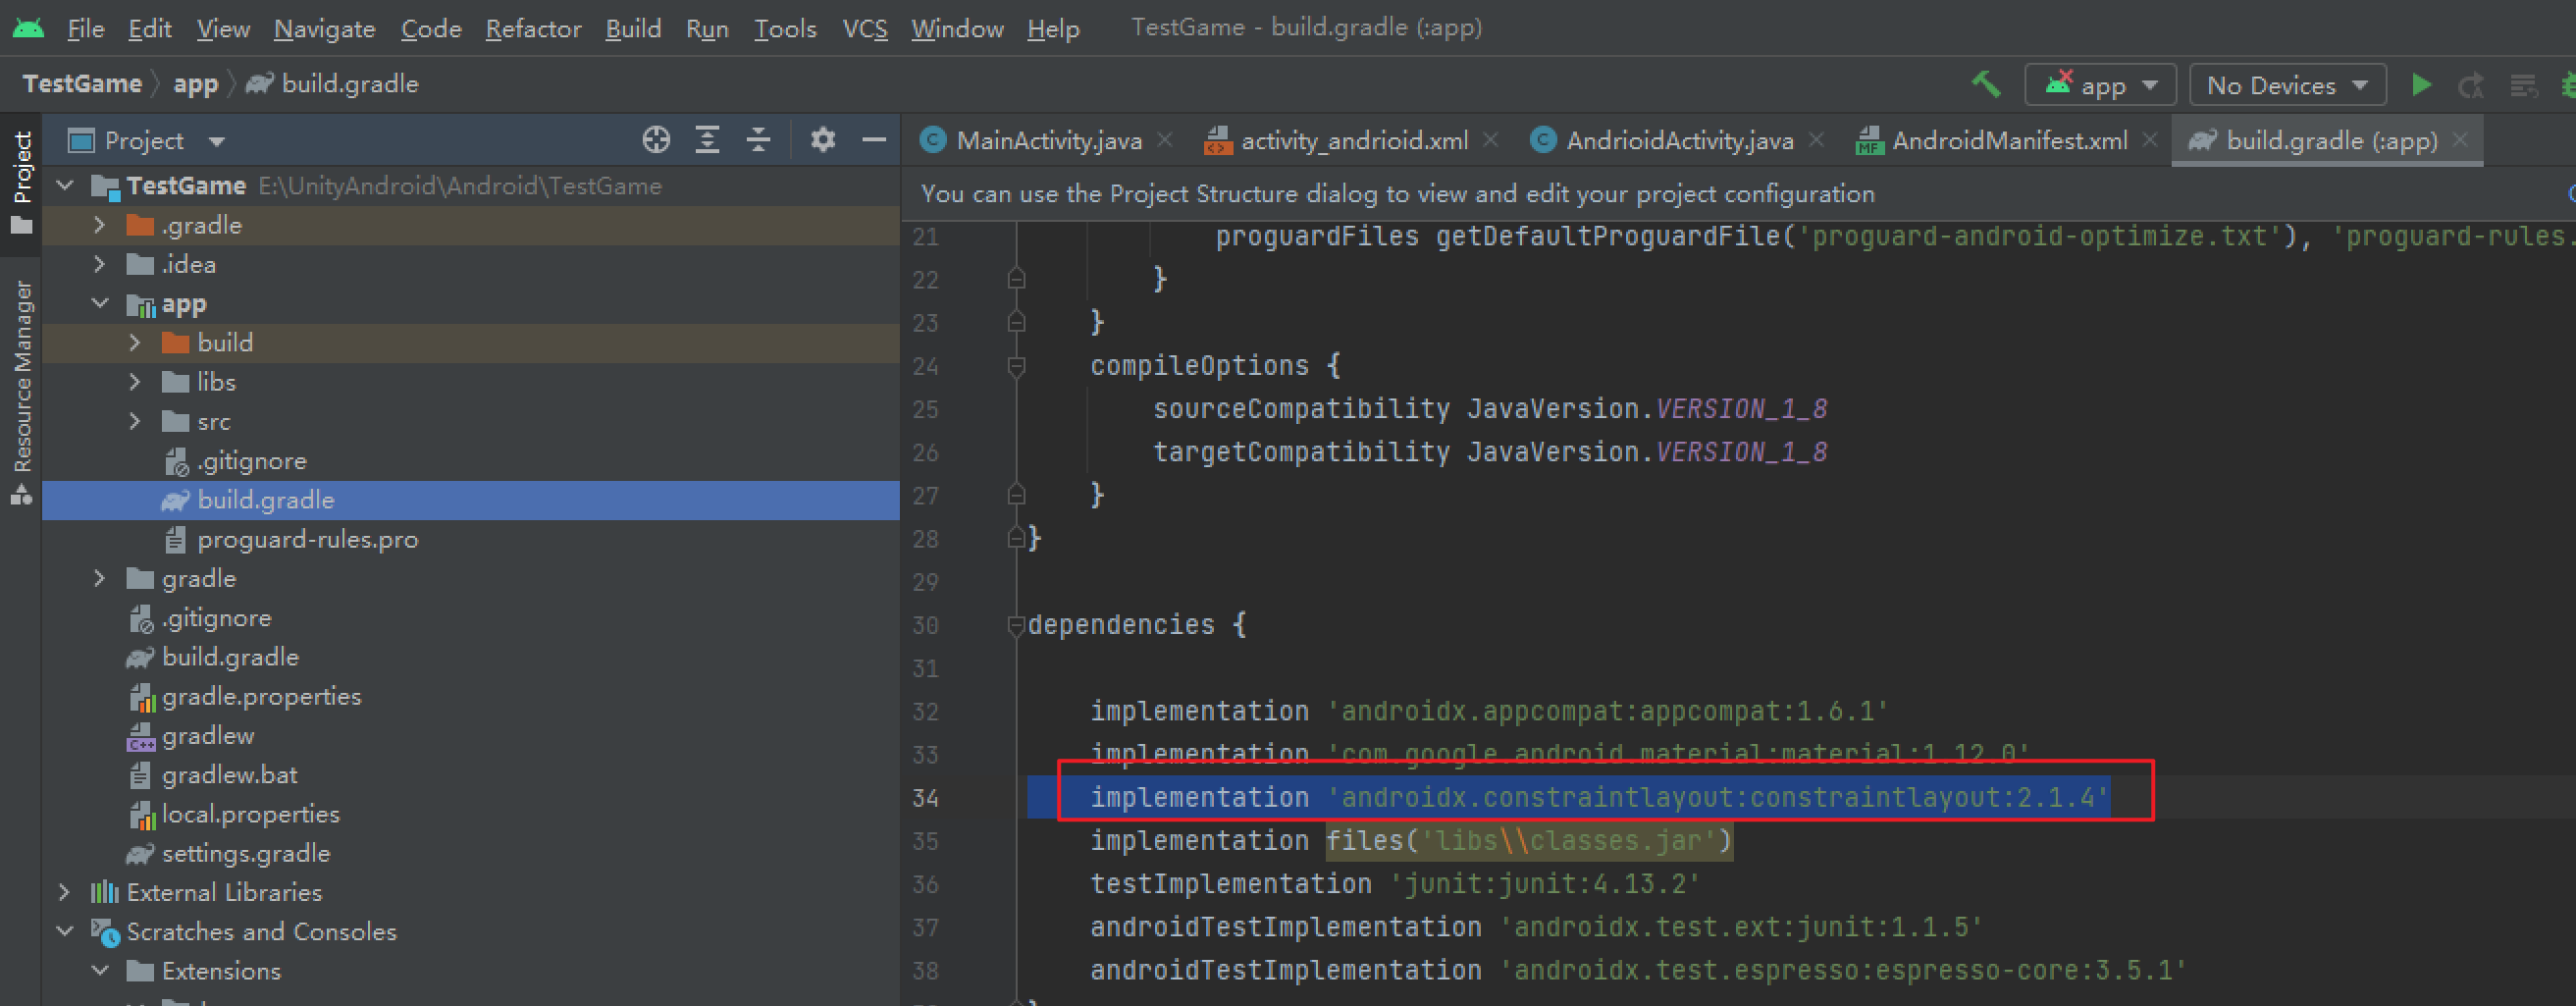 File Edit View Navigate Code Refactor Build Run Tools VCS Window Help TestGame - build.gradle (:app)
TestGame app build.gradle
app No Devices
Project
Resource Manager
Project
TestGame E:\UnityAndroid\Android\TestGame
.gradle
.idea
app
build
libs
src
.gitignore
build.gradle
proguard-rules.pro
gradle
.gitignore
build.gradle
gradle.properties
gradlew
gradlew.bat
local.properties
settings.gradle
External Libraries
Scratches and Consoles
Extensions
MainActivity.java activity_andrioid.xml AndrioidActivity.java AndroidManifest.xml build.gradle (:app)
You can use the Project Structure dialog to view and edit your project configuration
21 proguardFiles getDefaultProguardFile('proguard-android-optimize.txt'), 'proguard-rules.
22 }
23 }
24 compileOptions {
25 sourceCompatibility JavaVersion.VERSION_1_8
26 targetCompatibility JavaVersion.VERSION_1_8
27 }
28 }
29
30 dependencies {
31
32 implementation 'androidx.appcompat:appcompat:1.6.1'
33 implementation 'com.google.android.material:material:1.12.0'
34 implementation 'androidx.constraintlayout:constraintlayout:2.1.4'
35 implementation files('libs\\classes.jar')
36 testImplementation 'junit:junit:4.13.2'
37 androidTestImplementation 'androidx.test.ext:junit:1.1.5'
38 androidTestImplementation 'androidx.test.espresso:espresso-core:3.5.1'